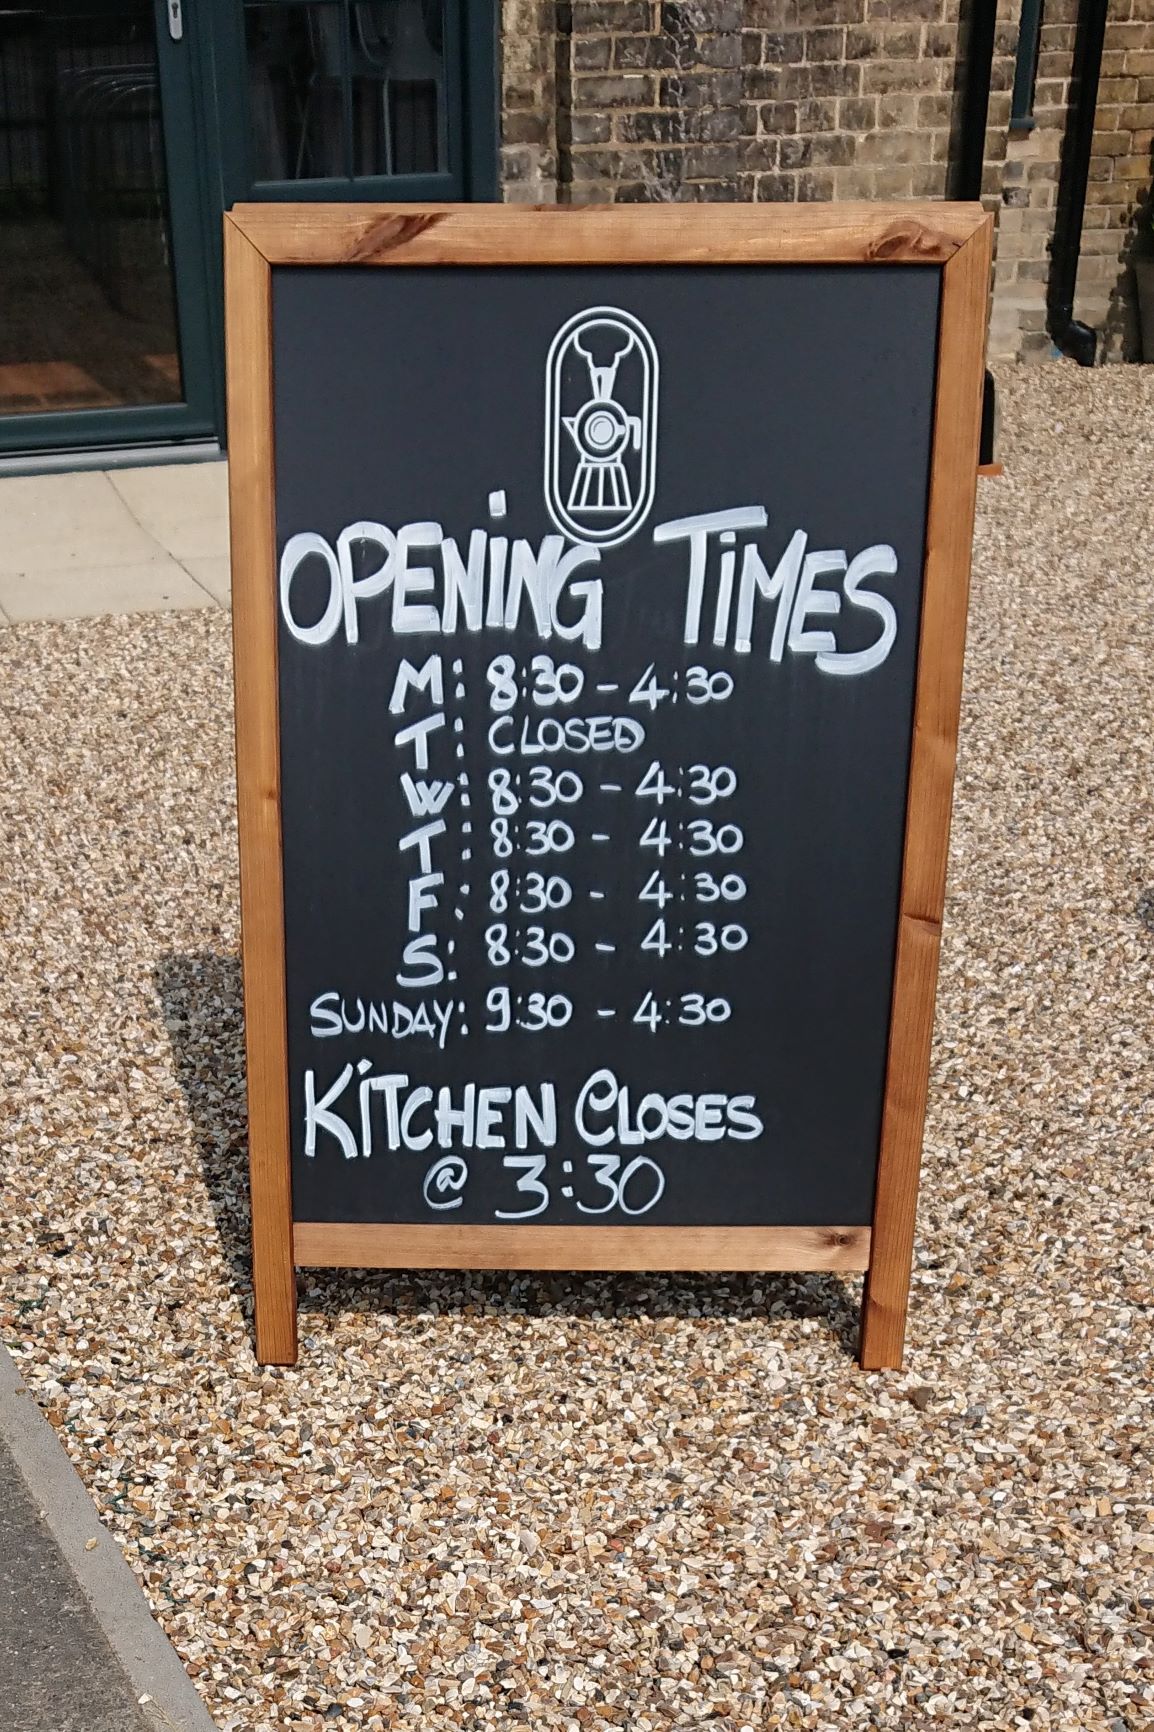 OPENiNG TiMES
M: 8:30 - 4:30
T: CLOSED
W: 8:30 - 4:30
T: 8:30 - 4:30
F: 8:30 - 4:30
S: 8:30 - 4:30
SUNDAY: 9:30 - 4:30
KiTCHEN CLOSES
@ 3:30